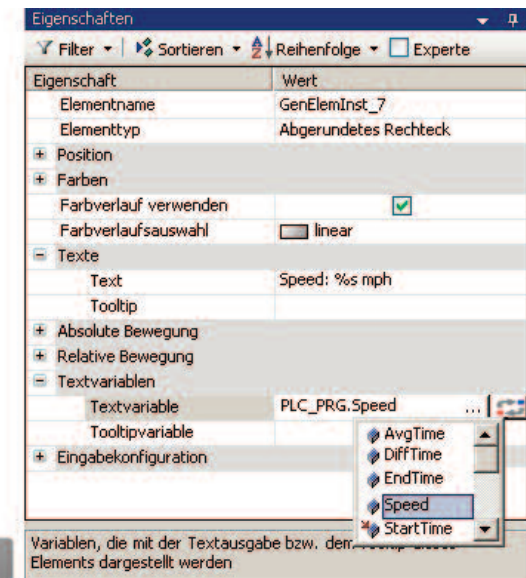 Eigenschaften
Filter Sortieren Reihenfolge Experte
Eigenschaft Wert
Elementname GenElemInst_7
Elementtyp Abgerundetes Rechteck
Position
Farben
Farbverlauf verwenden
Farbverlaufsauswahl linear
Texte
Text Speed: %s mph
Tooltip
Absolute Bewegung
Relative Bewegung
Textvariablen
Textvariable PLC_PRG.Speed ...
Tooltipvariable
AvgTime
Eingabekonfiguration
DiffTime
EndTime
Speed
StartTime
Variablen, die mit der Textausgabe bzw. dem
Elements dargestellt werden